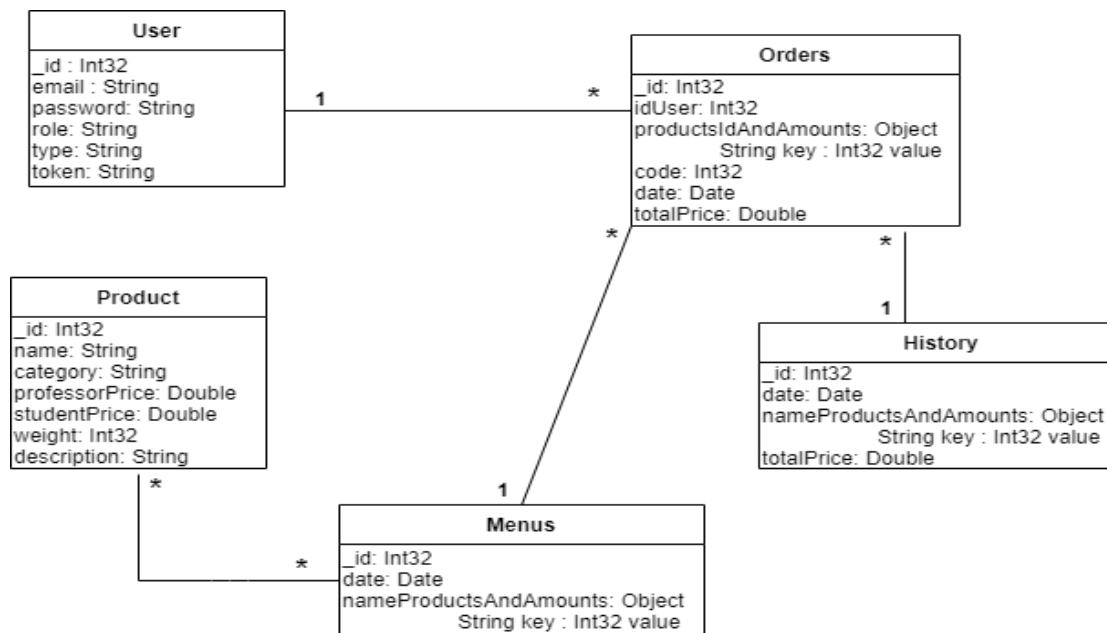 User
_id : Int32
email : String
password: String
role: String
type: String
token: String
1
*
Orders
_id: Int32
idUser: Int32
productsIdAndAmounts: Object
String key : Int32 value
code: Int32
date: Date
totalPrice: Double
*
*
1
Product
_id: Int32
name: String
category: String
professorPrice: Double
studentPrice: Double
weight: Int32
description: String
*
*
History
_id: Int32
date: Date
nameProductsAndAmounts: Object
String key : Int32 value
totalPrice: Double
1
Menus
_id: Int32
date: Date
nameProductsAndAmounts: Object
String key : Int32 value